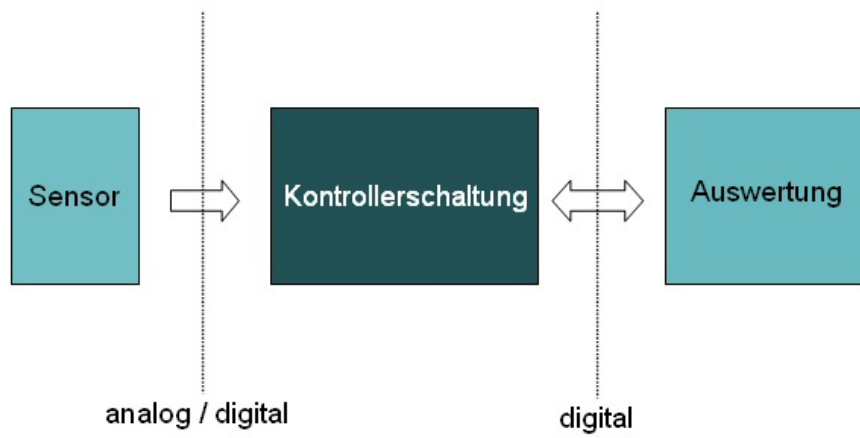 Sensor
Kontrollerschaltung
Auswertung
analog / digital
digital